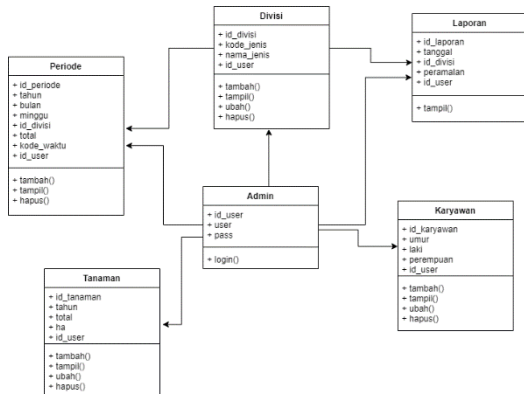 Divisi
+ id_divisi
+ kode_jenis
+ nama_jenis
+ id_user
+ tambah()
+ tampil()
+ ubah()
+ hapus()
Laporan
+ id_laporan
+ tanggal
+ id_divisi
+ peramalan
+ id_user
+ tampil()
Periode
+ id_periode
+ tahun
+ bulan
+ minggu
+ id_divisi
+ total
+ kode_waktu
+ id_user
+ tambah()
+ tampil()
+ hapus()
Admin
+ id_user
+ user
+ pass
+ login()
Karyawan
+ id_karyawan
+ umur
+ laki
+ perempuan
+ id_user
+ tambah()
+ tampil()
+ ubah()
+ hapus()
Tanaman
+ id_tanaman
+ tahun
+ total
+ ha
+ id_user
+ tambah()
+ tampil()
+ ubah()
+ hapus()